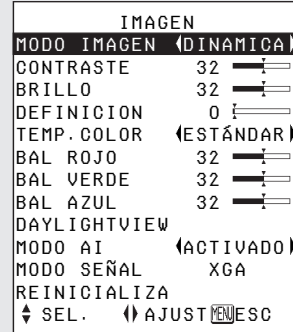 IMAGEN
MODO IMAGEN DINAMICA
CONTRASTE 32
BRILLO 32
DEFINICION 0
TEMP.COLOR ESTÁNDAR
BAL ROJO 32
BAL VERDE 32
BAL AZUL 32
DAYLIGHTVIEW
MODO AI ACTIVADO
MODO SEÑAL XGA
REINICIALIZA
SEL. AJUST MENU ESC